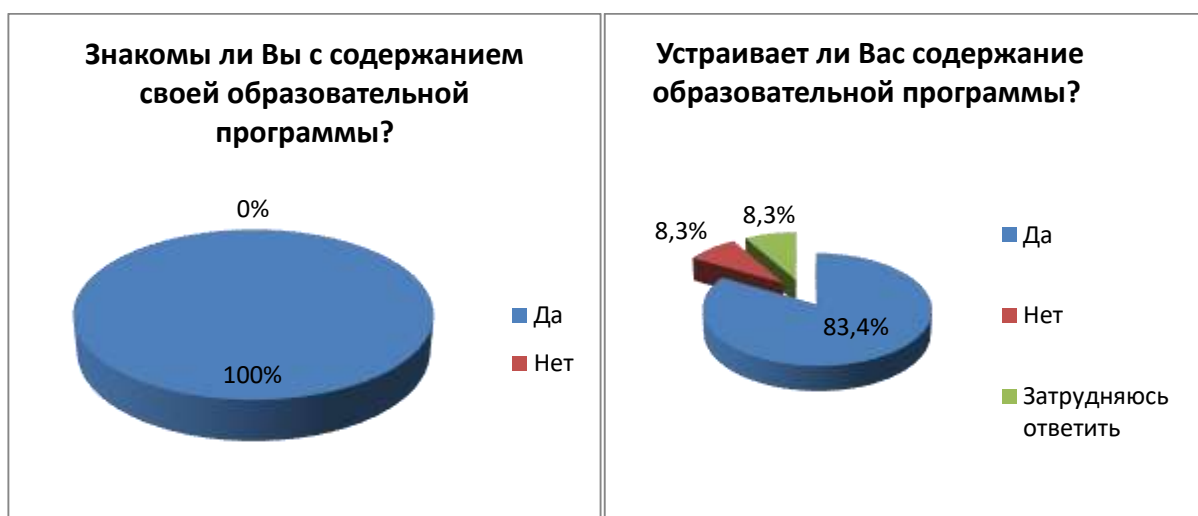 Знакомы ли Вы с содержанием
своей образовательной
программы?
0%
100%
Да
Нет
Устраивает ли Вас содержание
образовательной программы?
8,3%
8,3%
83,4%
Да
Нет
Затрудняюсь
ответить